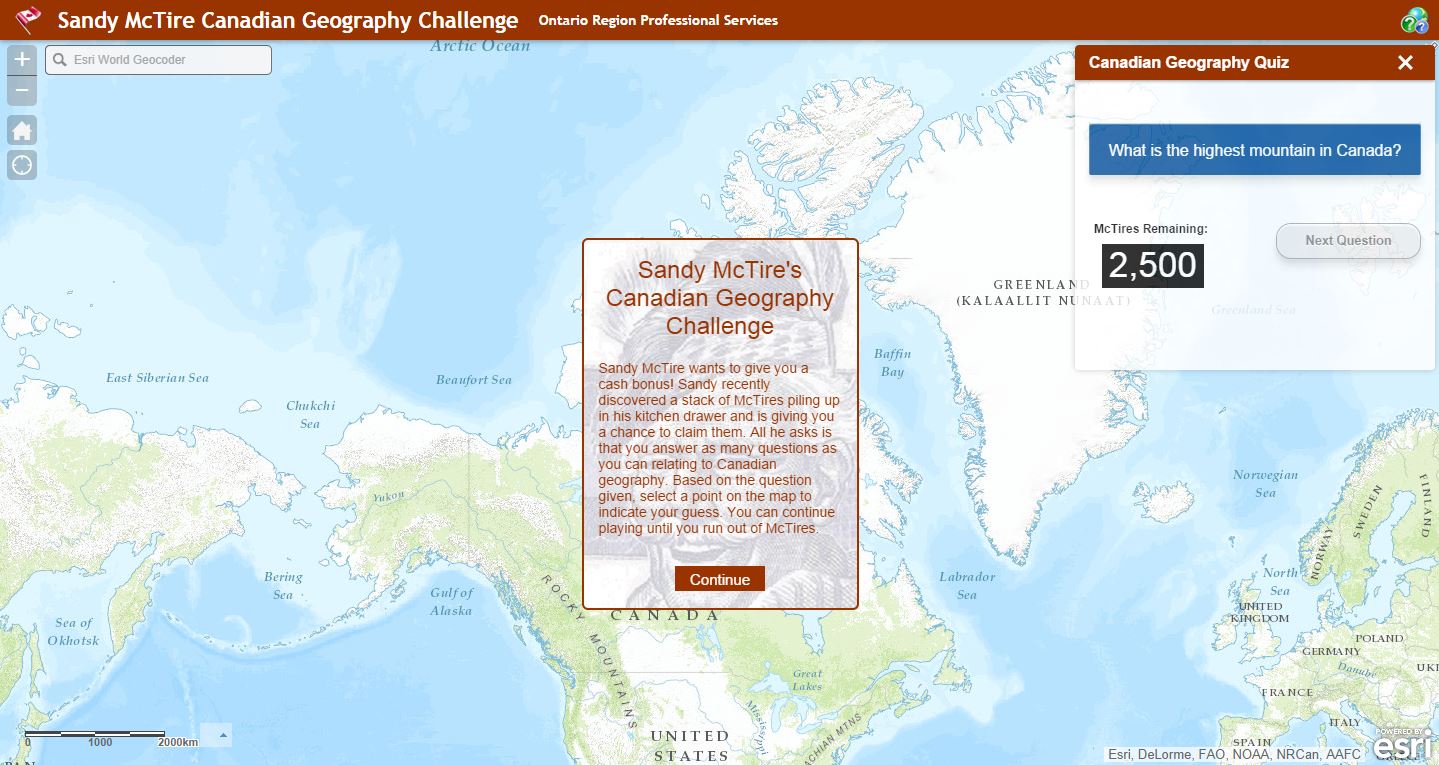 Sandy McTire Canadian Geography Challenge Ontario Region Professional Services
Arctic Ocean
+
Esri World Geocoder
−
Canadian Geography Quiz
What is the highest mountain in Canada?
McTires Remaining:
2,500
Next Question
Sandy McTire's
Canadian Geography
Challenge
Sandy McTire wants to give you a
cash bonus! Sandy recently
discovered a stack of McTires piling up
in his kitchen drawer and is giving you
a chance to claim them. All he asks is
that you answer as many questions as
you can relating to Canadian
geography. Based on the question
given, select a point on the map to
indicate your guess. You can continue
playing until you run out of McTires.
Continue
GREENLAND
(KALAALLIT NUNAAT)
Greenland Sea
East Siberian Sea
Beaufort Sea
Chukchi
Sea
Baffin
Bay
Norwegian
Sea
Yukon
SWEDEN
FINLAND
NORWAY
Bering
Sea
Gulf of
Alaska
Labrador
Sea
North
Sea
Sea of
Okhotsk
ROCKY MOUNTAINS
CANADA
UNITED
KINGDOM
POLAND
GERMANY
Danube
UKI
Great
Lakes
FRANCE
Mississippi
ACHIAN MTNS
ITALY
UNITED
STATES
SPAIN
0 1000 2000km
PAN
POWERED BY
esri
Esri, DeLorme, FAO, NOAA, NRCan, AAFC